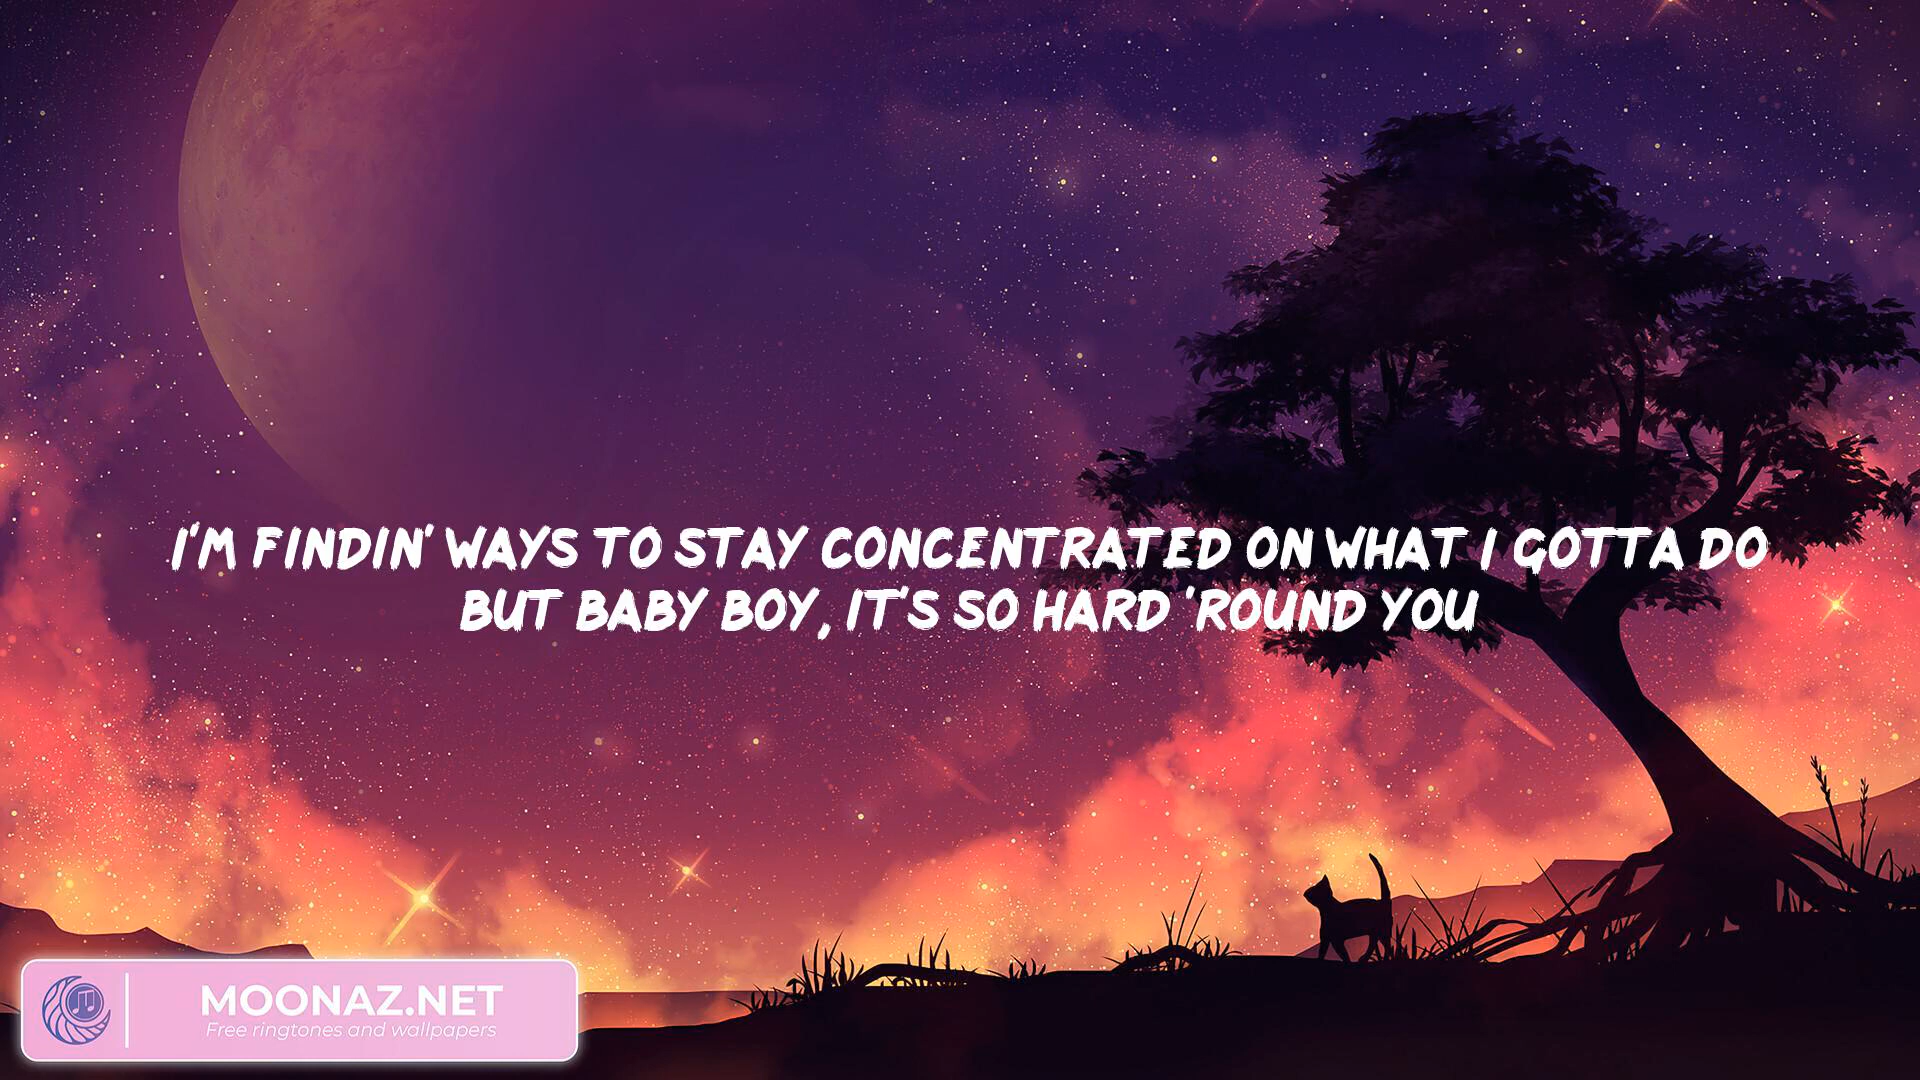 I'M FINDIN' WAYS TO STAY CONCENTRATED ON WHAT I GOTTA DO
BUT BABY BOY, IT'S SO HARD 'ROUND YOU
MOONAZ.NET
Free ringtones and wallpapers